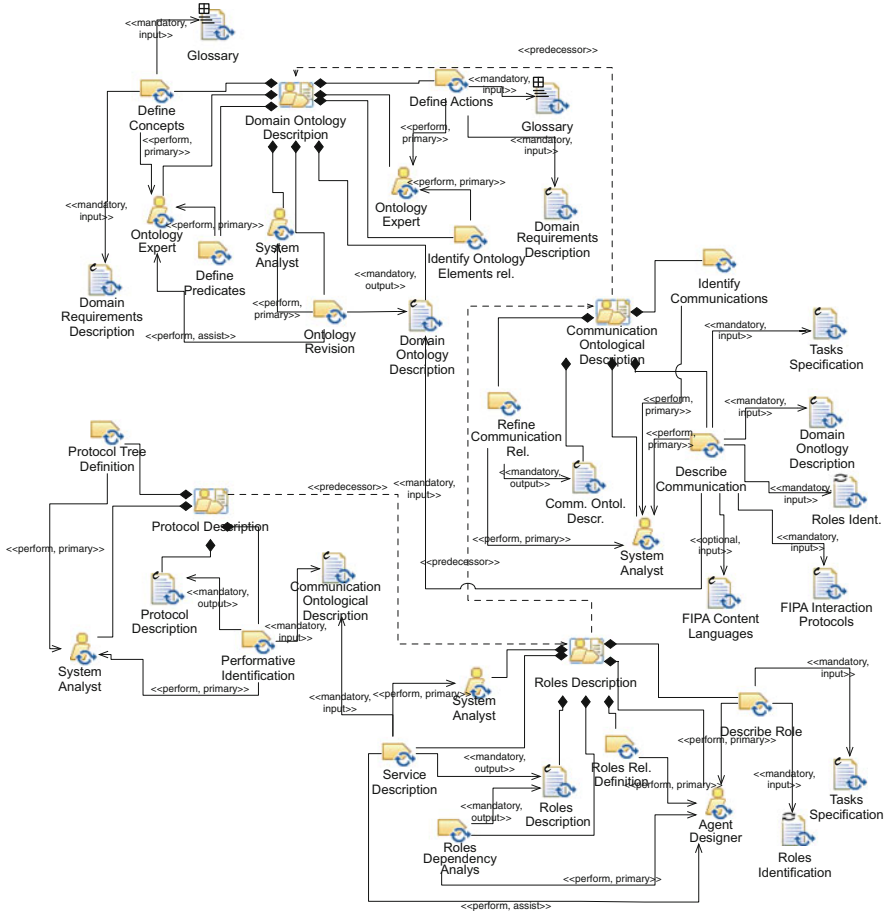 <<mandatory,
input>>
Glossary
<<predecessor>>
Define
Concepts
Domain Ontology
Descritpion
Define Actions
<<mandatory,
input>>
Glossary
<<perform,
primary>>
<<perform,
primary>>
<<mandatory,
input>>
<<mandatory,
input>>
Ontology
Expert
<<perform, primary>>
Define
Predicates
System
Analyst
Ontology
Expert
<<perform, primary>>
Identify Ontology
Elements rel.
Domain
Requirements
Description
Domain
Requirements
Description
<<perform, assist>>
<<perform,
primary>>
Ontology
Revision
<<mandatory,
output>>
Domain
Ontology
Description
Identify
Communications
Communication
Ontological
Description
<<mandatory,
input>>
Tasks
Specification
Refine
Communication
Rel.
<<perform,
primary>>
<<perform,
primary>>
Describe
Communication
<<mandatory,
input>>
Domain
Onotlogy
Description
<<mandatory,
output>>
Comm. Ontol.
Descr.
<<mandatory,
input>>
Roles Ident.
<<perform, primary>>
System
Analyst
<<optional,
input>>
FIPA Content
Languages
<<mandatory,
input>>
FIPA Interaction
Protocols
Protocol Tree
Definition
Protocol Description
<<predecessor>>
<<mandatory,
input>>
<<predecessor>>
<<perform, primary>>
Protocol
Description
<<mandatory,
output>>
Communication
Ontological
Description
System
Analyst
Performative
Identification
<<mandatory,
input>>
<<perform, primary>>
<<mandatory,
input>>
System
Analyst
<<perform, primary>>
Roles Description
Service
Description
<<mandatory,
output>>
Roles
Description
Roles Rel.
Definition
<<perform, primary>>
Describe Role
<<perform, primary>>
<<mandatory,
input>>
Tasks
Specification
<<mandatory,
input>>
Roles
Identification
Agent
Designer
<<mandatory,
output>>
Roles
Dependency
Analys
<<perform, primary>>
<<perform, assist>>